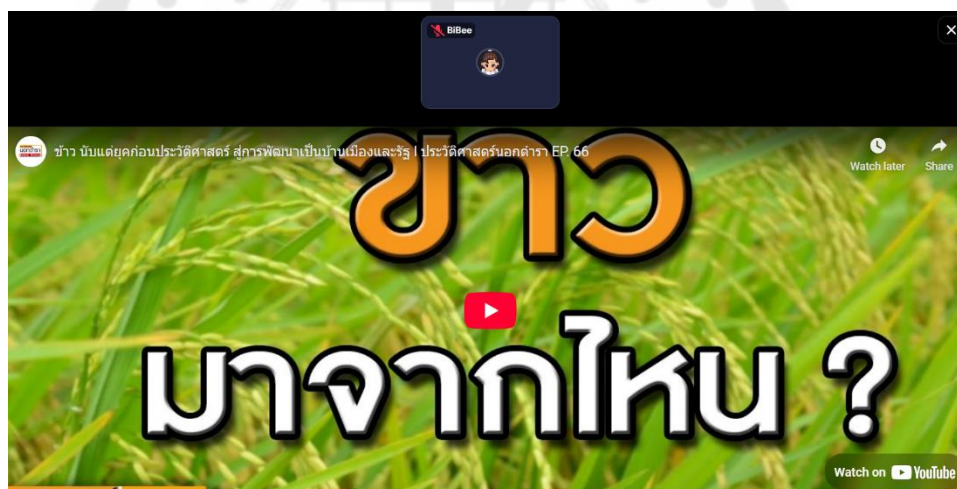 BiBee
ข้าว นับแต่ยุคก่อนประวัติศาสตร์ สู่การพัฒนาเป็นบ้านเมืองและรัฐ I ประวัติศาสตร์นอกตำรา EP. 66
Watch later
Share
ข้าว
มาจากไหน ?
Watch on YouTube